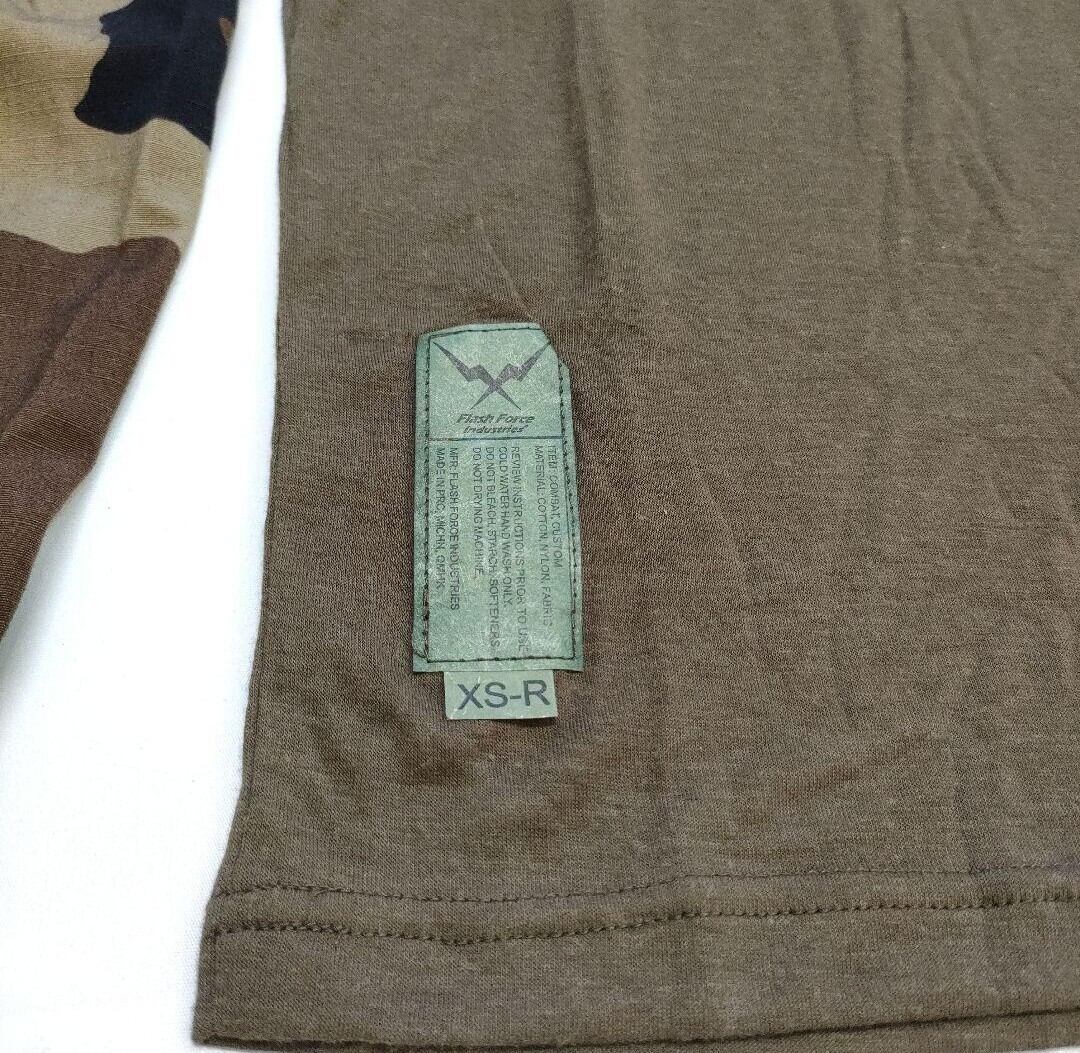 Flash Force
Industries
ITEM: COMBAT, CUSTOM
MATERIAL: COTTON, NYLON, FABRIC
REVIEW INSTRUCTIONS PRIOR TO USE
COLD WATER HAND WASH ONLY.
DO NOT BLEACH, STARCH, SOFTENERS.
DO NOT DRYING MACHINE.
MFR: FLASH FORCE INDUSTRIES
MADE IN PRC,
XS-R